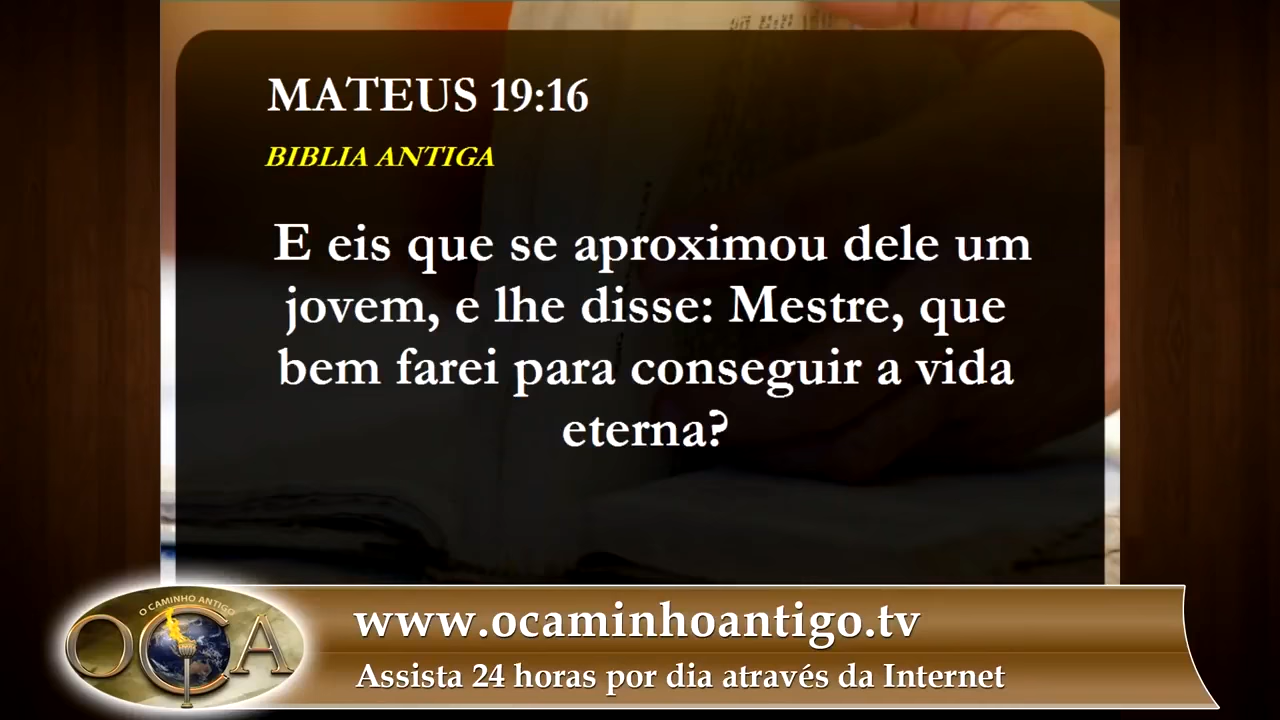 MATEUS 19:16
BIBLIA ANTIGA
E eis que se aproximou dele um
jovem, e lhe disse: Mestre, que
bem farei para conseguir a vida
eterna?
O CAMINHO ANTIGO
OCA
www.ocaminhoantigo.tv
Assista 24 horas por dia através da Internet